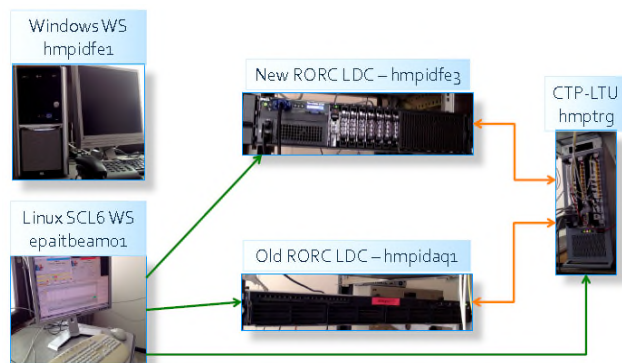 Windows WS
hmpidfe1
New RORC LDC – hmpidfe3
CTP-LTU
hmptrg
Linux SCL6 WS
epaitbeam01
Old RORC LDC – hmpidaq1